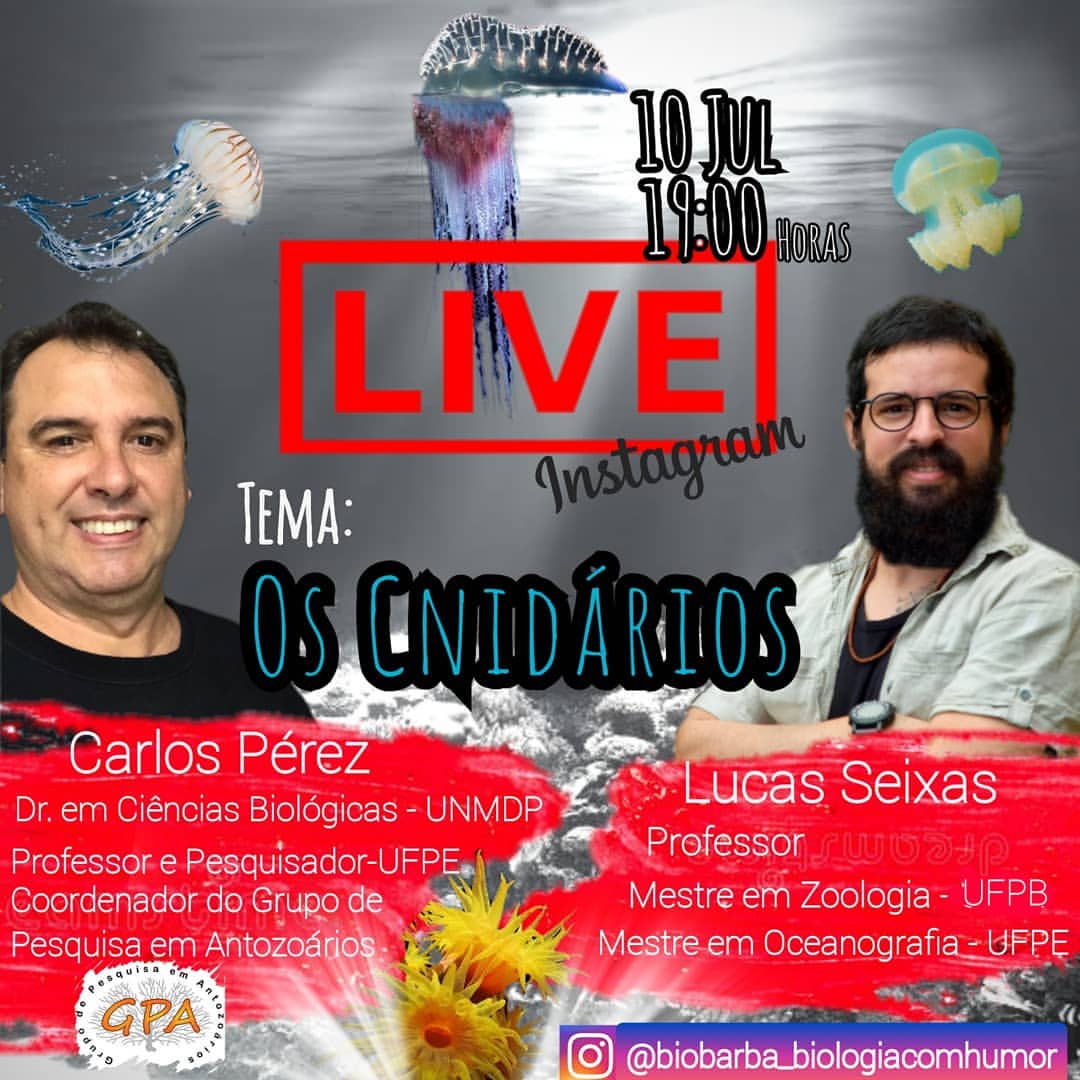 10 Jul
19:00 Horas
LIVE
Instagram
Tema:
Os Cnidários
Carlos Pérez
Dr. em Ciências Biológicas - UNMDP
Professor e Pesquisador-UFPE
Coordenador do Grupo de
Pesquisa em Antozoários
Lucas Seixas
Professor
Mestre em Zoologia - UFPB
Mestre em Oceanografia - UFPE
Grupo de Pesquisa em Antozoários
GPA
@biobarba_biologiacomhumor